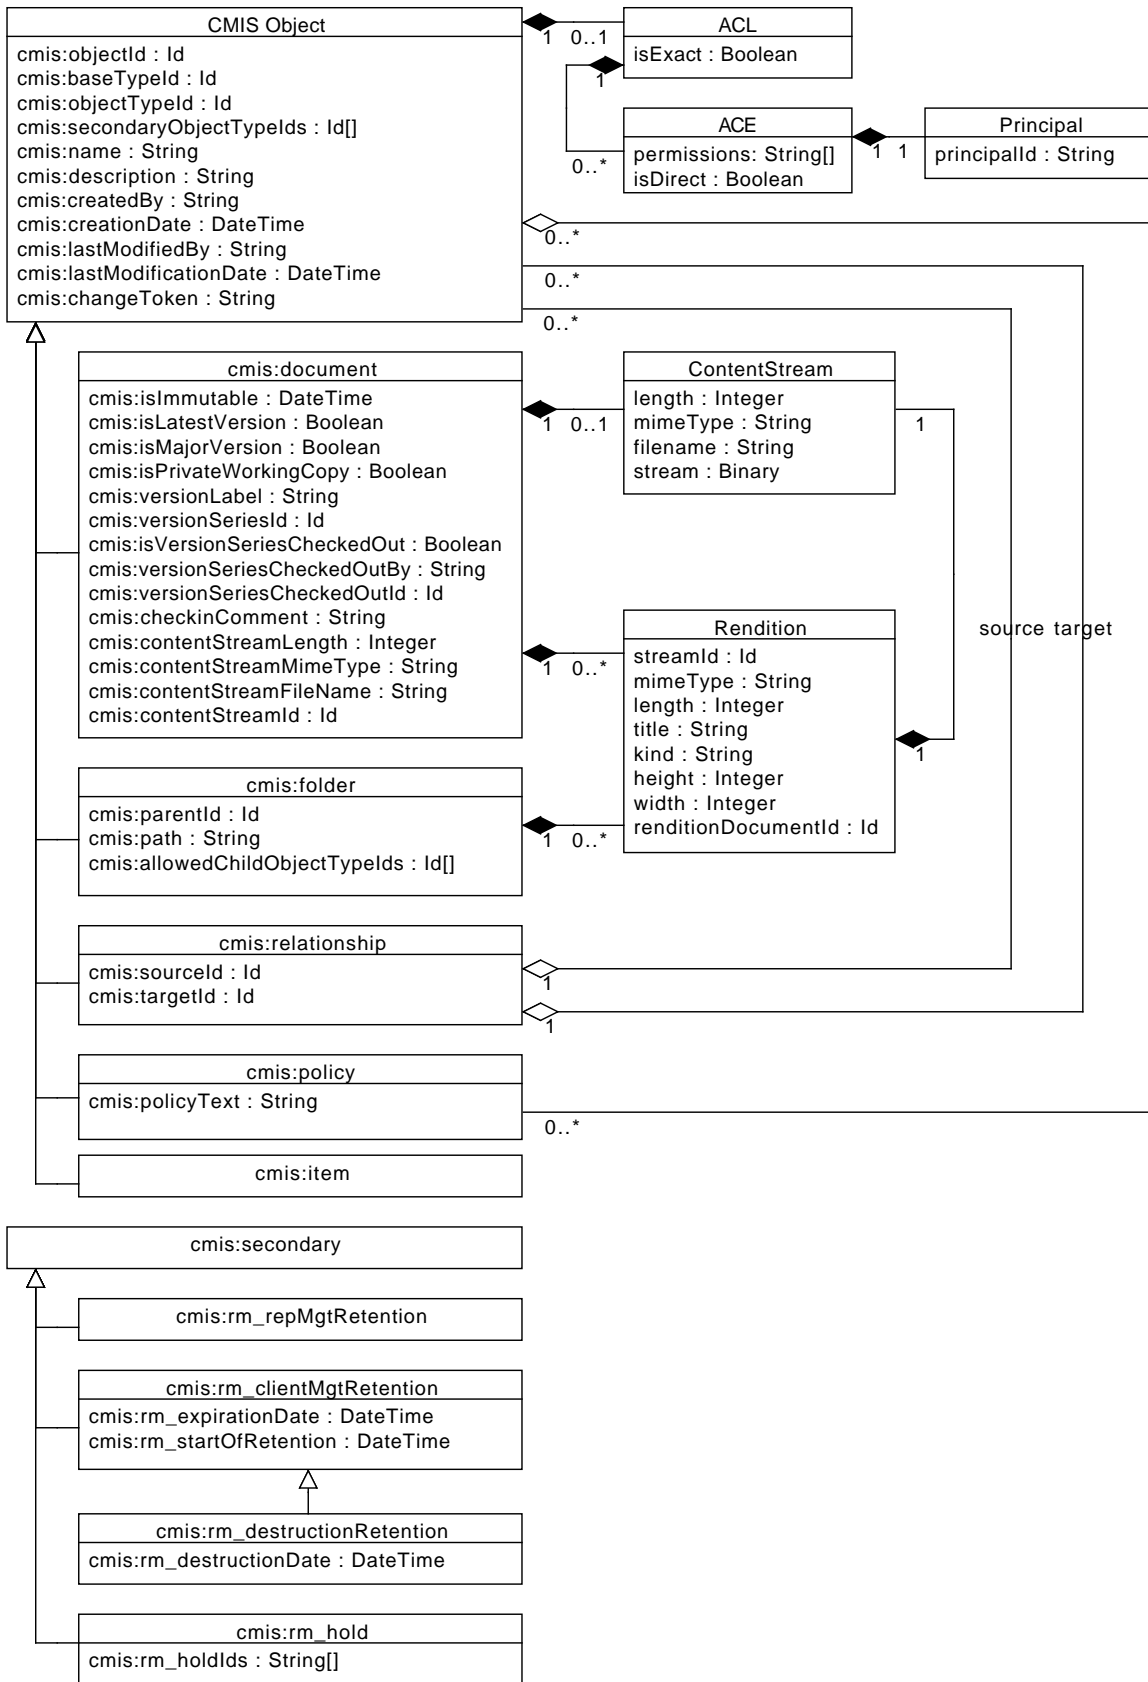 CMIS Object
cmis:objectId : Id
cmis:baseTypeId : Id
cmis:objectTypeId : Id
cmis:secondaryObjectTypeIds : Id[]
cmis:name : String
cmis:description : String
cmis:createdBy : String
cmis:creationDate : DateTime
cmis:lastModifiedBy : String
cmis:lastModificationDate : DateTime
cmis:changeToken : String
1 0..1
ACL
isExact : Boolean
1
0..*
ACE
permissions: String[]
isDirect : Boolean
1 1
Principal
principalId : String
0..*
0..*
0..*
cmis:document
cmis:isImmutable : DateTime
cmis:isLatestVersion : Boolean
cmis:isMajorVersion : Boolean
cmis:isPrivateWorkingCopy : Boolean
cmis:versionLabel : String
cmis:versionSeriesId : Id
cmis:isVersionSeriesCheckedOut : Boolean
cmis:versionSeriesCheckedOutBy : String
cmis:versionSeriesCheckedOutId : Id
cmis:checkinComment : String
cmis:contentStreamLength : Integer
cmis:contentStreamMimeType : String
cmis:contentStreamFileName : String
cmis:contentStreamId : Id
1 0..1
ContentStream
length : Integer
mimeType : String
filename : String
stream : Binary
1
1 0..*
Rendition
streamId : Id
mimeType : String
length : Integer
title : String
kind : String
height : Integer
width : Integer
renditionDocumentId : Id
1
source target
cmis:folder
cmis:parentId : Id
cmis:path : String
cmis:allowedChildObjectTypeIds : Id[]
1 0..*
cmis:relationship
cmis:sourceId : Id
cmis:targetId : Id
1
1
cmis:policy
cmis:policyText : String
0..*
cmis:item
cmis:secondary
cmis:rm_repMgtRetention
cmis:rm_clientMgtRetention
cmis:rm_expirationDate : DateTime
cmis:rm_startOfRetention : DateTime
cmis:rm_destructionRetention
cmis:rm_destructionDate : DateTime
cmis:rm_hold
cmis:rm_holdIds : String[]